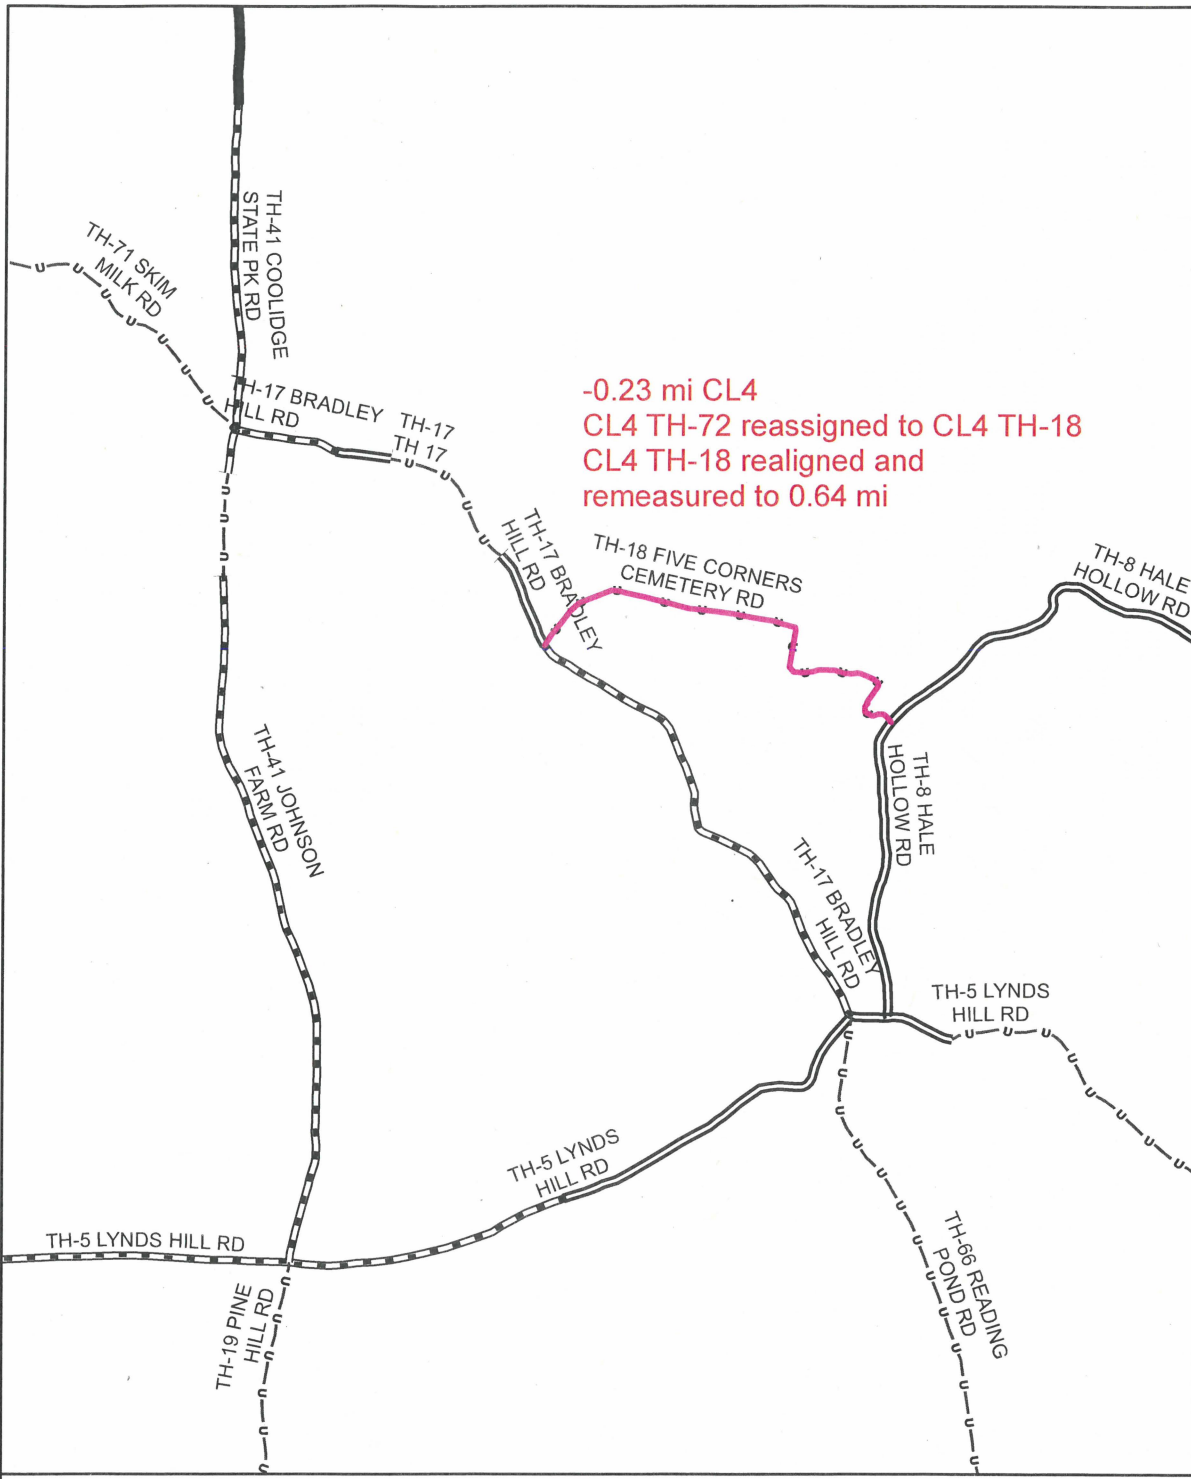 TH-41 COOLIDGE
STATE PK RD
TH-71 SKIM
MILK RD
TH-17 BRADLEY
HILL RD
TH-17
TH 17
-0.23 mi CL4
CL4 TH-72 reassigned to CL4 TH-18
CL4 TH-18 realigned and
remeasured to 0.64 mi
TH-17 BRADLEY
HILL RD
TH-18 FIVE CORNERS
CEMETERY RD
TH-8 HALE
HOLLOW RD
TH-41 JOHNSON
FARM RD
TH-8 HALE
HOLLOW RD
TH-17 BRADLEY
HILL RD
TH-5 LYNDS
HILL RD
TH-5 LYNDS
HILL RD
TH-5 LYNDS HILL RD
TH-66 READING
POND RD
TH-19 PINE
HILL RD